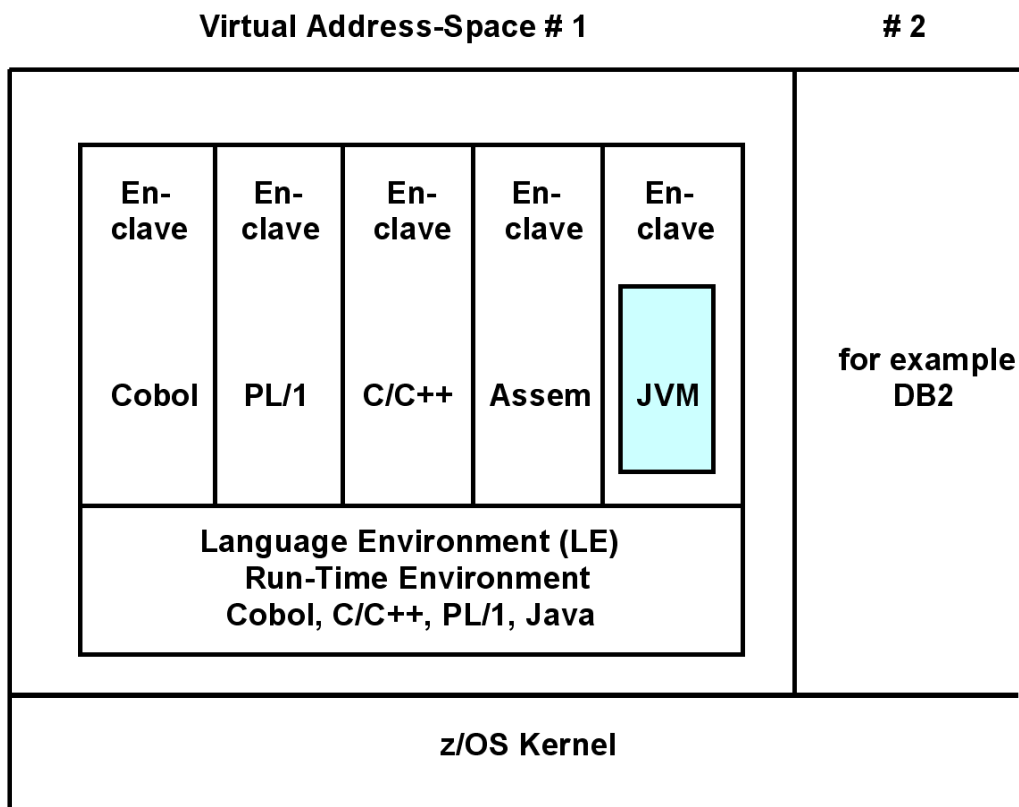 Virtual Address-Space # 1
# 2
En-
clave
En-
clave
En-
clave
En-
clave
En-
clave
Cobol
PL/1
C/C++
Assem
JVM
for example
DB2
Language Environment (LE)
Run-Time Environment
Cobol, C/C++, PL/1, Java
z/OS Kernel